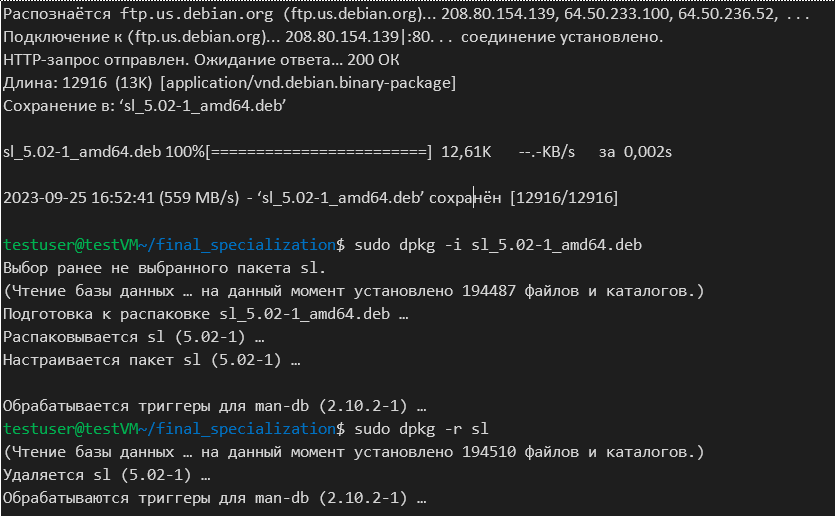 Распознаётся ftp.us.debian.org (ftp.us.debian.org)… 208.80.154.139, 64.50.233.100, 64.50.236.52, . . .
Подключение к (ftp.us.debian.org)… 208.80.154.139|:80. . . соединение установлено.
HTTP-запрос отправлен. Ожидание ответа… 200 ОК
Длина: 12916 (13K) [application/vnd.debian.binary-package]
Сохранение в: ‘sl_5.02-1_amd64.deb’
sl_5.02-1_amd64.deb 100%[========================] 12,61K --.-KB/s за 0,002s
2023-09-25 16:52:41 (559 MB/s) - ‘sl_5.02-1_amd64.deb’ сохранён [12916/12916]
testuser@testVM~/final_specialization$ sudo dpkg -i sl_5.02-1_amd64.deb
Выбор ранее не выбранного пакета sl.
(Чтение базы данных … на данный момент установлено 194487 файлов и каталогов.)
Подготовка к распаковке sl_5.02-1_amd64.deb …
Распаковывается sl (5.02-1) …
Настраивается пакет sl (5.02-1) …
Обрабатывается триггеры для man-db (2.10.2-1) …
testuser@testVM~/final_specialization$ sudo dpkg -r sl
(Чтение базы данных … на данный момент установлено 194510 файлов и каталогов.)
Удаляется sl (5.02-1) …
Обрабатываются триггеры для man-db (2.10.2-1) …